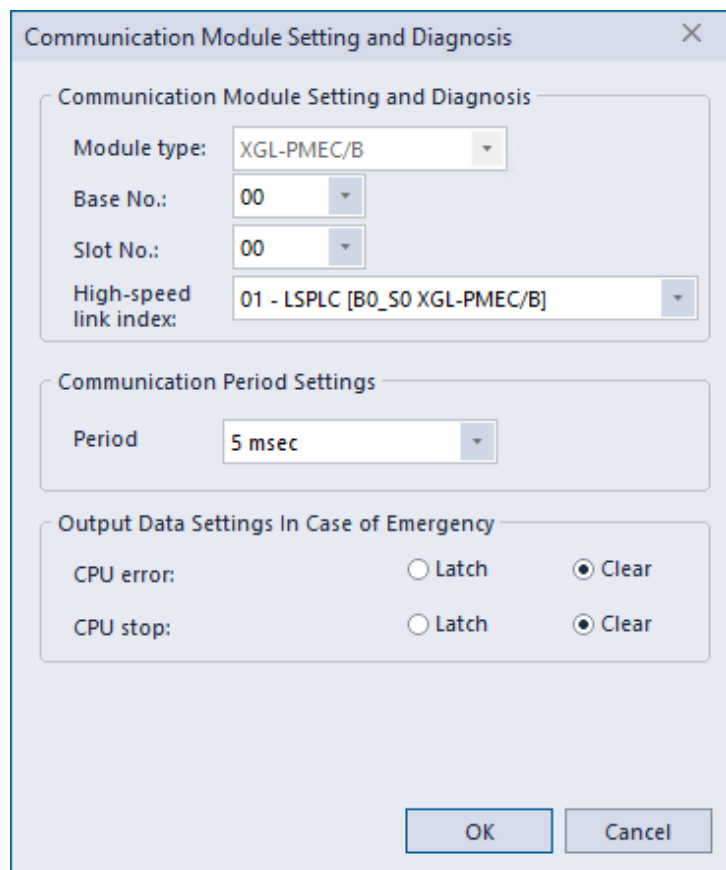 Communication Module Setting and Diagnosis
Communication Module Setting and Diagnosis
Module type: XGL-PMEC/B
Base No.: 00
Slot No.: 00
High-speed
link index: 01 - LSPLC [B0_S0 XGL-PMEC/B]
Communication Period Settings
Period 5 msec
Output Data Settings In Case of Emergency
CPU error: Latch Clear
CPU stop: Latch Clear
OK Cancel